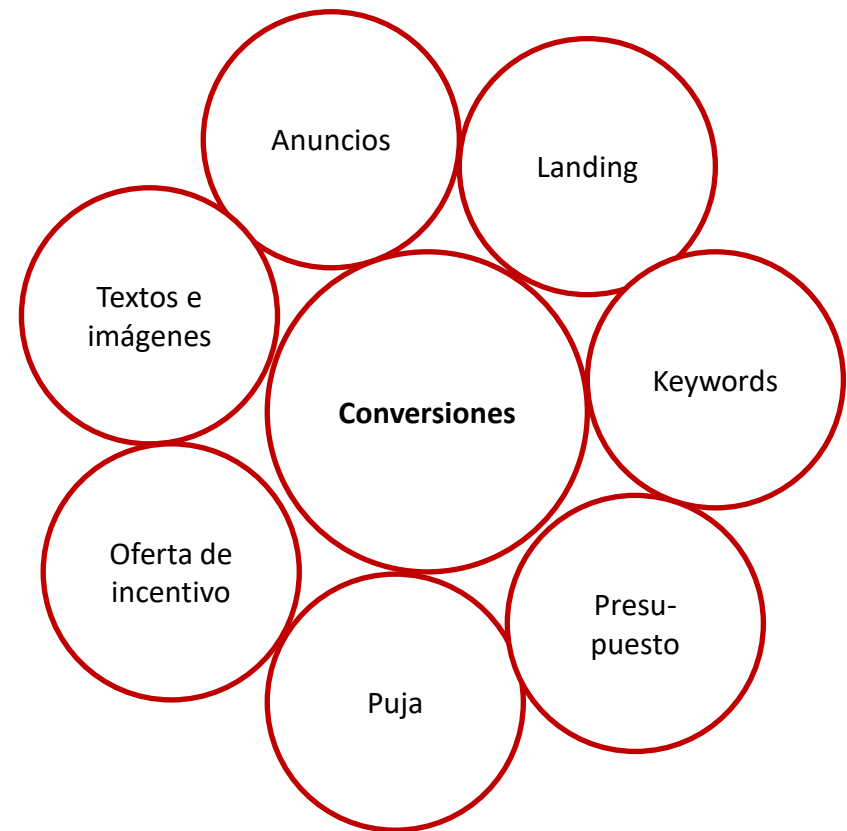 Anuncios
Landing
Textos e
imágenes
Keywords
Conversiones
Oferta de
incentivo
Presu-
puesto
Puja